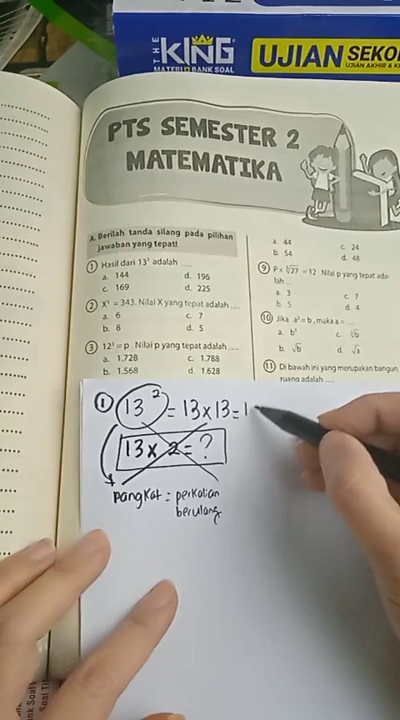 THE KING
MATERI BANK SOAL
UJIAN SEKO
UJIAN AKHIR &
PTS SEMESTER 2
MATEMATIKA
A. Berilah tanda silang pada pilihan
jawaban yang tepat!
1 Hasil dari 13² adalah ....
a. 144 d. 196
c. 169 d. 225
2 X³ = 343. Nilai X yang tepat adalah ....
a. 6 c. 7
b. 8 d. 5
3 12³ = p. Nilai p yang tepat adalah ....
a. 1.728 c. 1.788
b. 1.568 d. 1.628
a. 44 c. 24
b. 54 d. 48
9 P × ∛27 = 12. Nilai p yang tepat ada-
lah ....
a. 3 c. 7
b. 5 d. 4
10 Jika a³ = b, maka a = ....
a. b³ c. ∛b
b. √b d. √a
11 Di bawah ini yang merupakan bangun
ruang adalah ....
1 13² = 13 x 13 = 1
13 x 2 = ?
pangkat = perkalian
berulang